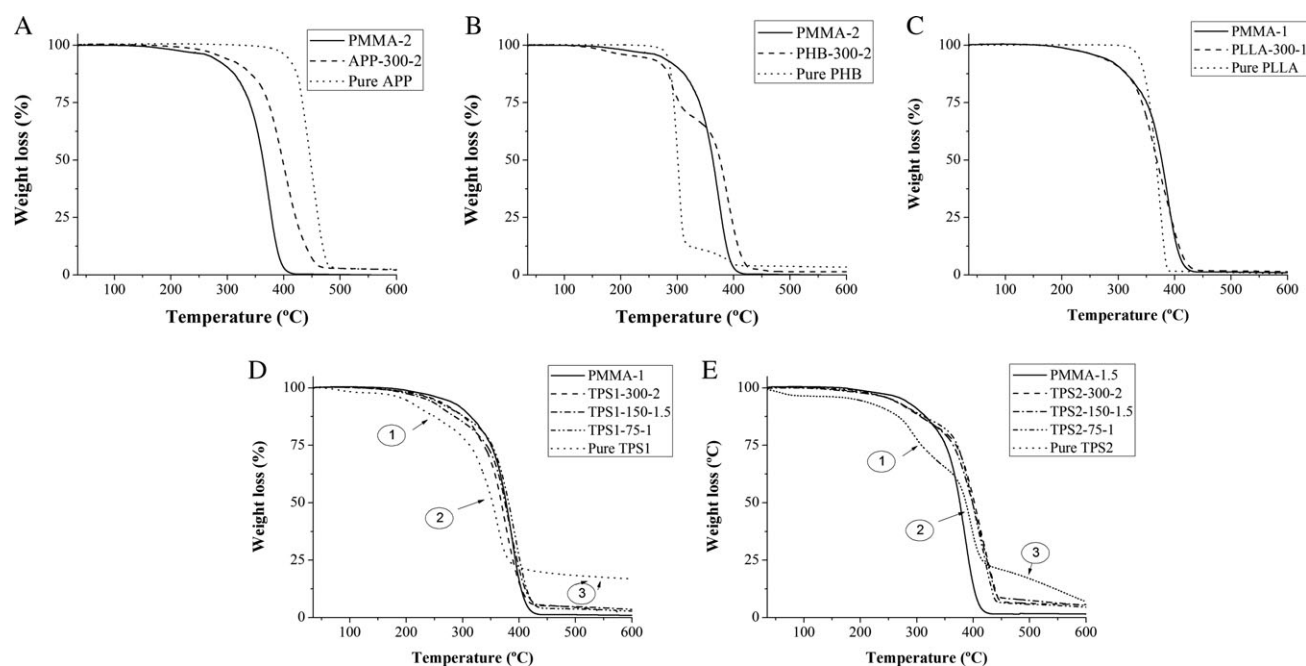 A
PMMA-2
APP-300-2
Pure APP
Weight loss (%)
100
75
50
25
0
100 200 300 400 500 600
Temperature (ºC)
B
PMMA-2
PHB-300-2
Pure PHB
Weight loss (%)
100
75
50
25
0
100 200 300 400 500 600
Temperature (ºC)
C
PMMA-1
PLLA-300-1
Pure PLLA
Weight loss (%)
100
75
50
25
0
100 200 300 400 500 600
Temperature (ºC)
D
PMMA-1
TPS1-300-2
TPS1-150-1.5
TPS1-75-1
Pure TPS1
Weight loss (%)
100
75
50
25
0
1
2
3
100 200 300 400 500 600
Temperature (ºC)
E
PMMA-1.5
TPS2-300-2
TPS2-150-1.5
TPS2-75-1
Pure TPS2
Weight loss (ºC)
100
75
50
25
0
1
2
3
100 200 300 400 500 600
Temperature (ºC)